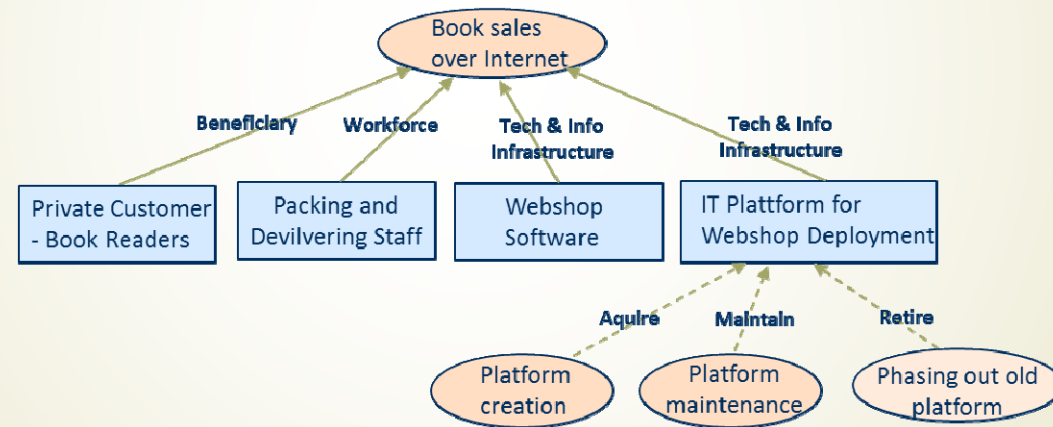 Book sales
over Internet
Beneficiary
Workforce
Tech & Info
Infrastructure
Tech & Info
Infrastructure
Private Customer
- Book Readers
Packing and
Devilvering Staff
Webshop
Software
IT Plattform for
Webshop Deployment
Aquire
Maintain
Retire
Platform
creation
Platform
maintenance
Phasing out old
platform